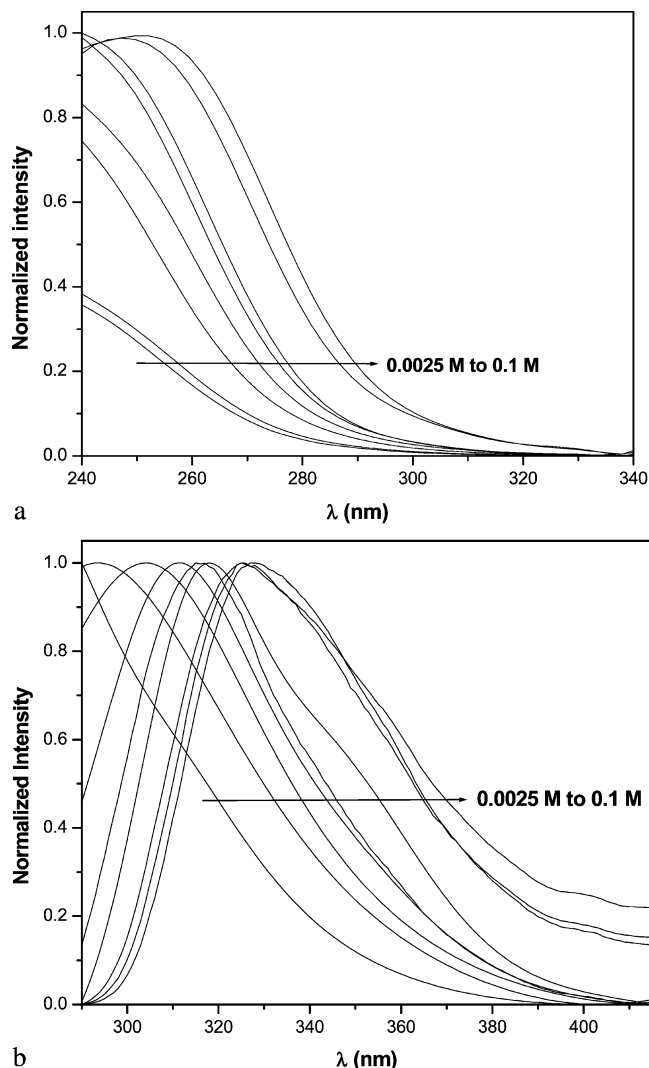 Normalized intensity
1.0
0.8
0.6
0.4
0.2
0.0
0.0025 M to 0.1 M
240 260 280 300 320 340
λ (nm)
a
Normalized Intensity
1.0
0.8
0.6
0.4
0.2
0.0
0.0025 M to 0.1 M
300 320 340 360 380 400
λ (nm)
b